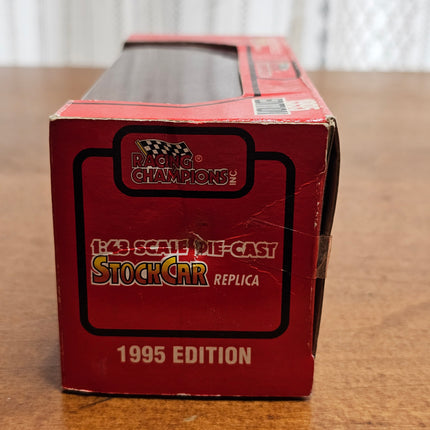 RACING®
CHAMPIONS INC
1:43 SCALE DIE-CAST
STOCKCAR REPLICA
1995 EDITION